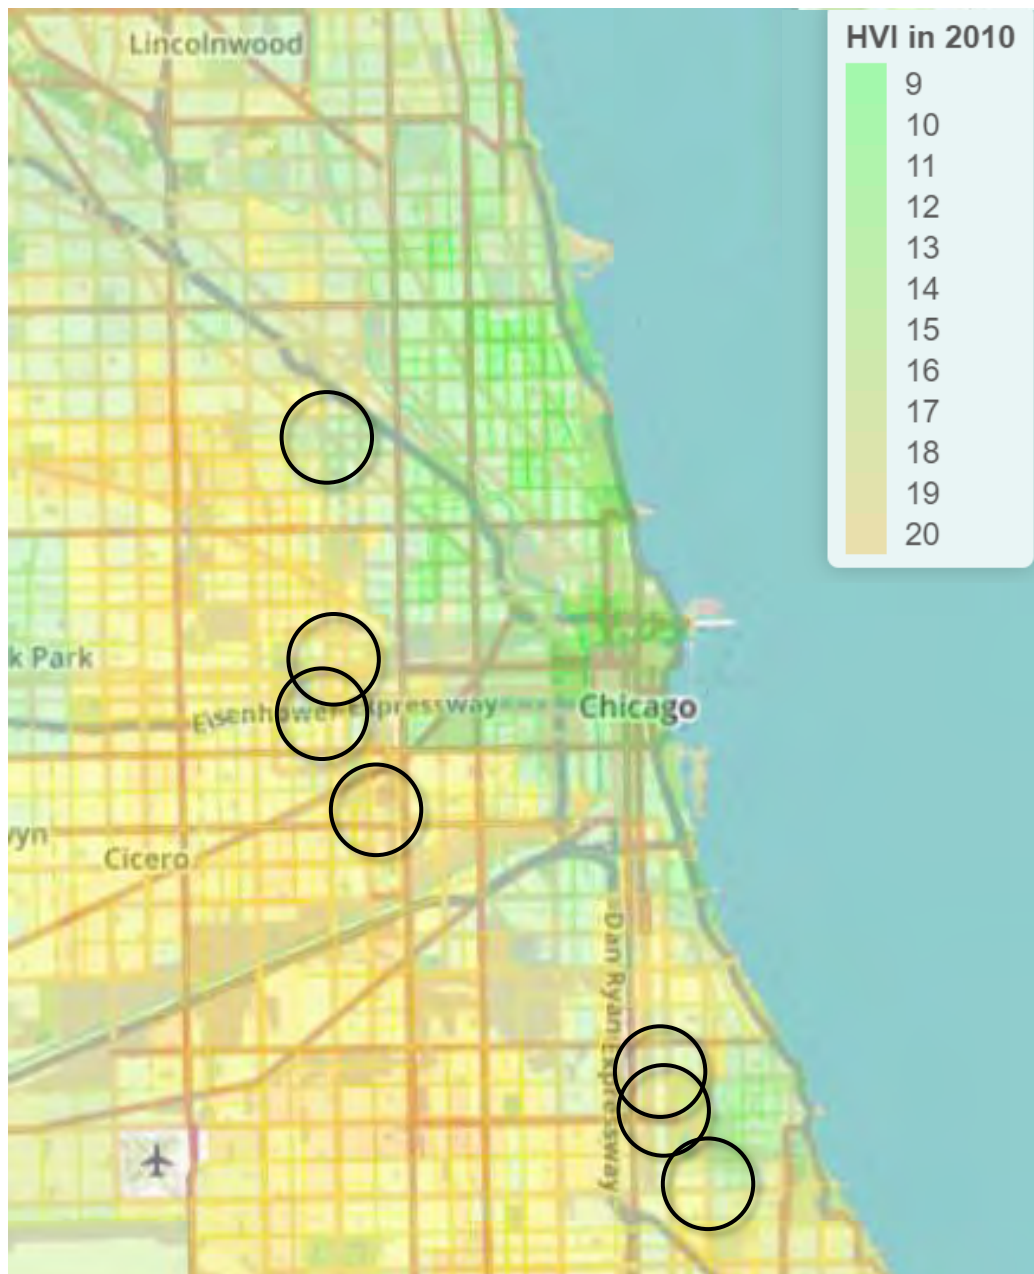 Lincolnwood
HVI in 2010
9
10
11
12
13
14
15
16
17
18
19
20
k Park
Eisenhower Expressway
Chicago
yn
Cicero
Dan Ryan Expressway